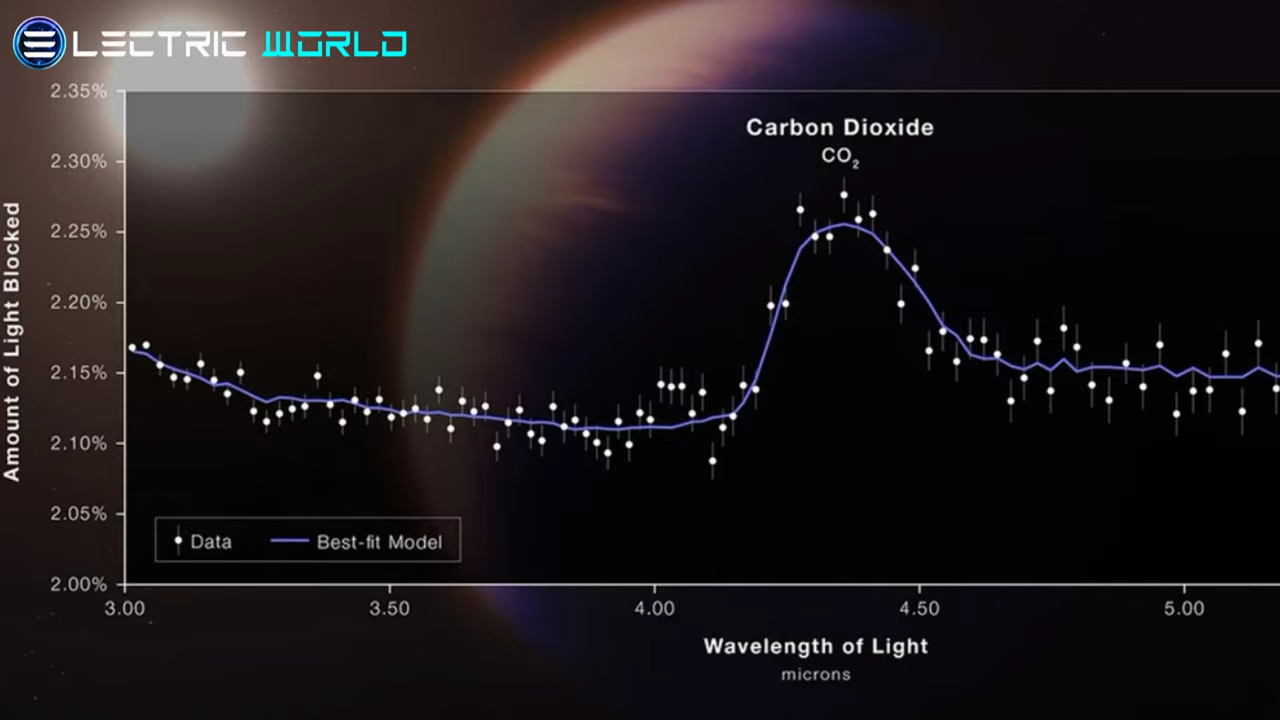 ELECTRIC WORLD
2.35%
2.30%
2.25%
2.20%
2.15%
2.10%
2.05%
2.00%
Amount of Light Blocked
Carbon Dioxide
CO₂
Data
Best-fit Model
3.00 3.50 4.00 4.50 5.00
Wavelength of Light
microns